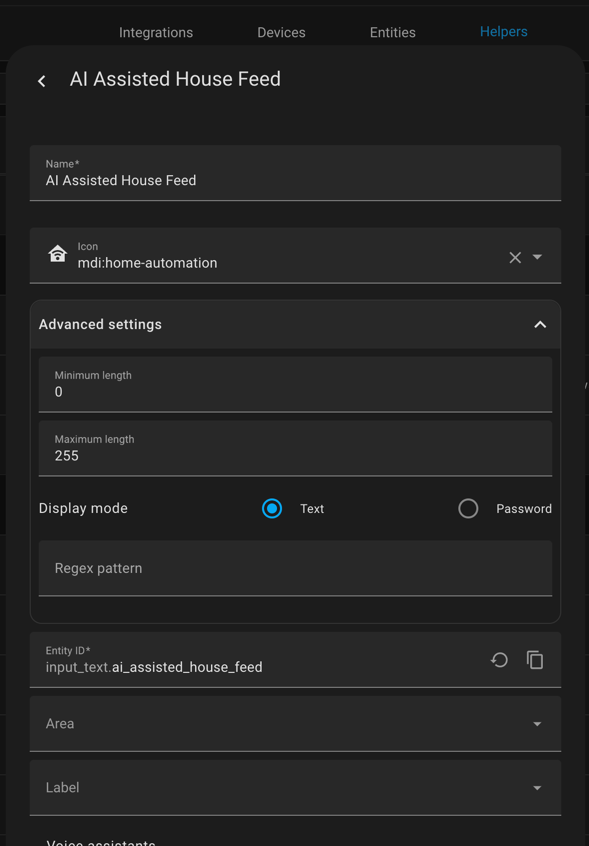 Integrations Devices Entities Helpers
AI Assisted House Feed
Name*
AI Assisted House Feed
Icon
mdi:home-automation
Advanced settings
Minimum length
0
Maximum length
255
Display mode Text Password
Regex pattern
Entity ID*
input_text.ai_assisted_house_feed
Area
Label
Voice assistants